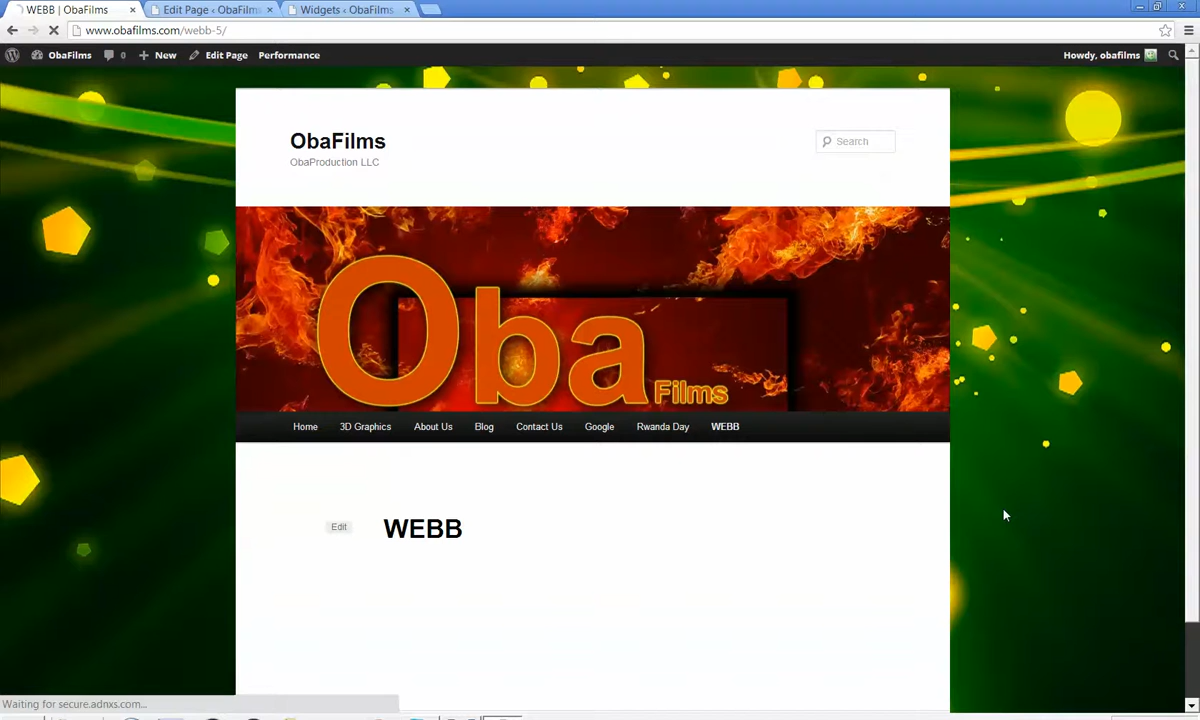 WEBB | ObaFilms
Edit Page ‹ ObaFilms
Widgets ‹ ObaFilms
www.obafilms.com/webb-5/
ObaFilms 0 New Edit Page Performance Howdy, obafilms
ObaFilms
ObaProduction LLC
Search
Oba Films
Home 3D Graphics About Us Blog Contact Us Google Rwanda Day WEBB
Edit
WEBB
Waiting for secure.adnxs.com...